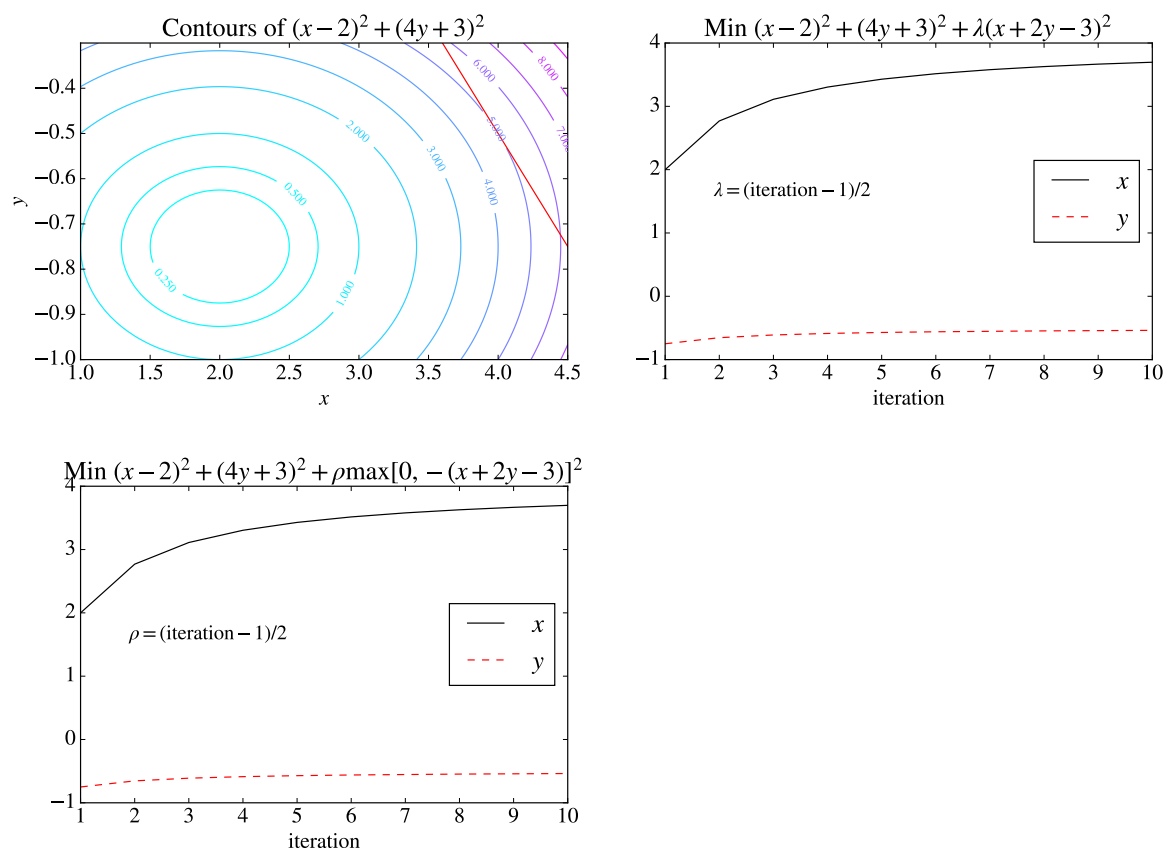 Contours of (x−2)² + (4y+3)²
−0.4
−0.5
−0.6
−0.7
−0.8
−0.9
−1.0
y
6.000
8.000
2.000
5.000
7.000
3.000
4.000
0.500
0.250
1.000
1.0 1.5 2.0 2.5 3.0 3.5 4.0 4.5
x
Min (x−2)² + (4y+3)² + λ(x+2y−3)²
4
3
2
1
0
−1
λ = (iteration − 1)/2
x
y
1 2 3 4 5 6 7 8 9 10
iteration
Min (x−2)² + (4y+3)² + ρmax[0, −(x+2y−3)]²
4
3
2
1
0
−1
ρ = (iteration − 1)/2
x
y
1 2 3 4 5 6 7 8 9 10
iteration